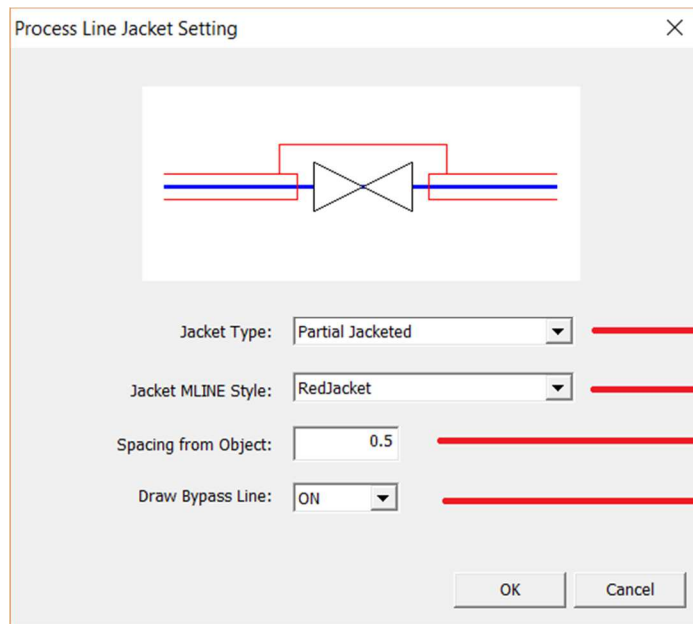 Process Line Jacket Setting
Jacket Type: Partial Jacketed
Jacket MLINE Style: RedJacket
Spacing from Object: 0.5
Draw Bypass Line: ON
OK Cancel